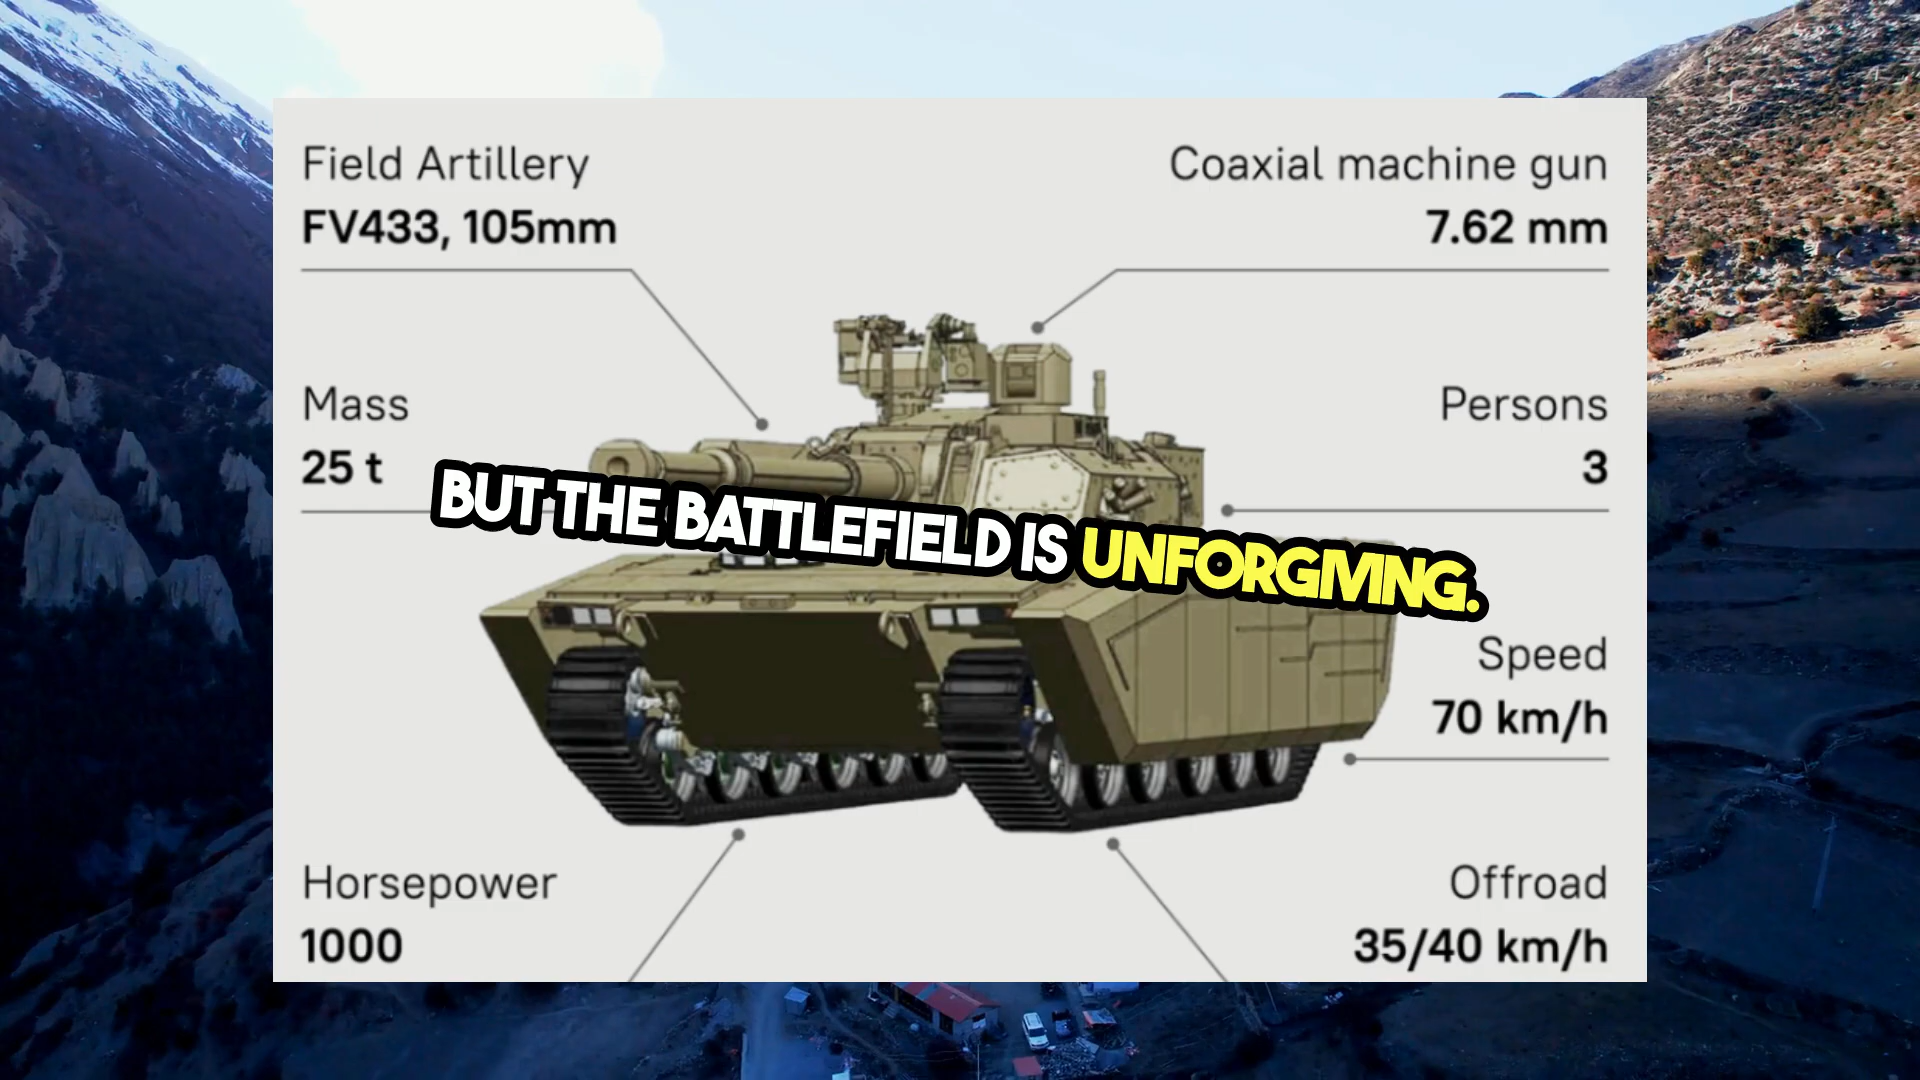 Field Artillery
FV433, 105mm
Coaxial machine gun
7.62 mm
Mass
25 t
Persons
3
BUT THE BATTLEFIELD IS UNFORGIVING.
Speed
70 km/h
Horsepower
1000
Offroad
35/40 km/h